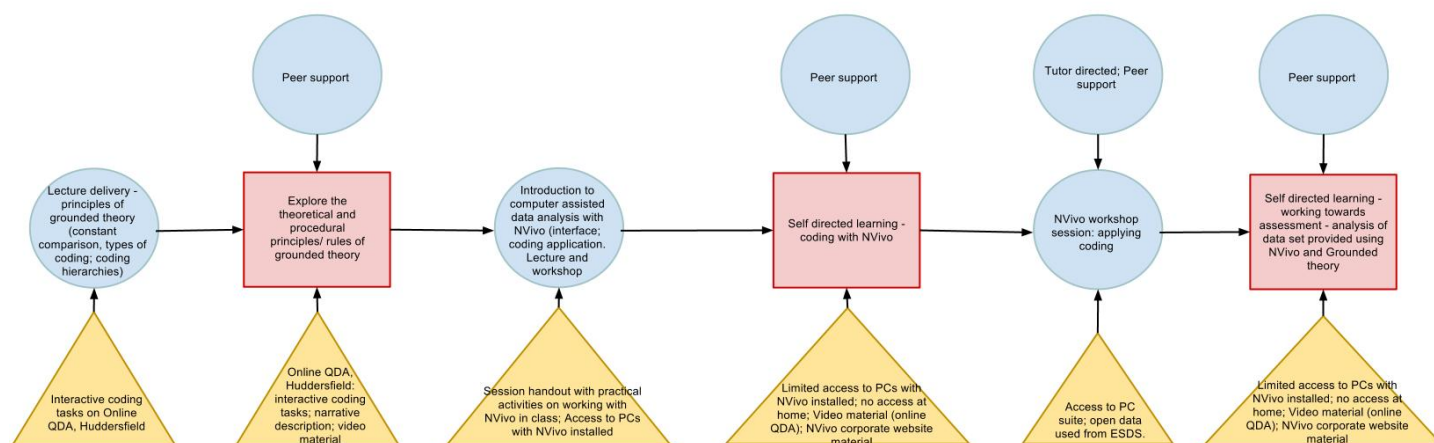 Peer support
Peer support
Tutor directed; Peer
support
Peer support
Lecture delivery -
principles of
grounded theory
(constant
comparison, types of
coding; coding
hierarchies)
Explore the
theoretical and
procedural
principles/ rules of
grounded theory
Introduction to
computer assisted
data analysis with
NVivo (interface;
coding application.
Lecture and
workshop
Self directed learning -
coding with NVivo
NVivo workshop
session: applying
coding
Self directed learning -
working towards
assessment - analysis of
data set provided using
NVivo and Grounded
theory
Interactive coding
tasks on Online
QDA, Huddersfield
Online QDA,
Huddersfield:
interactive coding
tasks; narrative
description; video
material
Session handout with practical
activities on working with
NVivo in class; Access to PCs
with NVivo installed
Limited access to PCs with
NVivo installed; no access at
home; Video material (online
QDA); NVivo corporate website
material
Access to PC
suite; open data
used from ESDS.
Limited access to PCs with
NVivo installed; no access at
home; Video material (online
QDA); NVivo corporate website
material